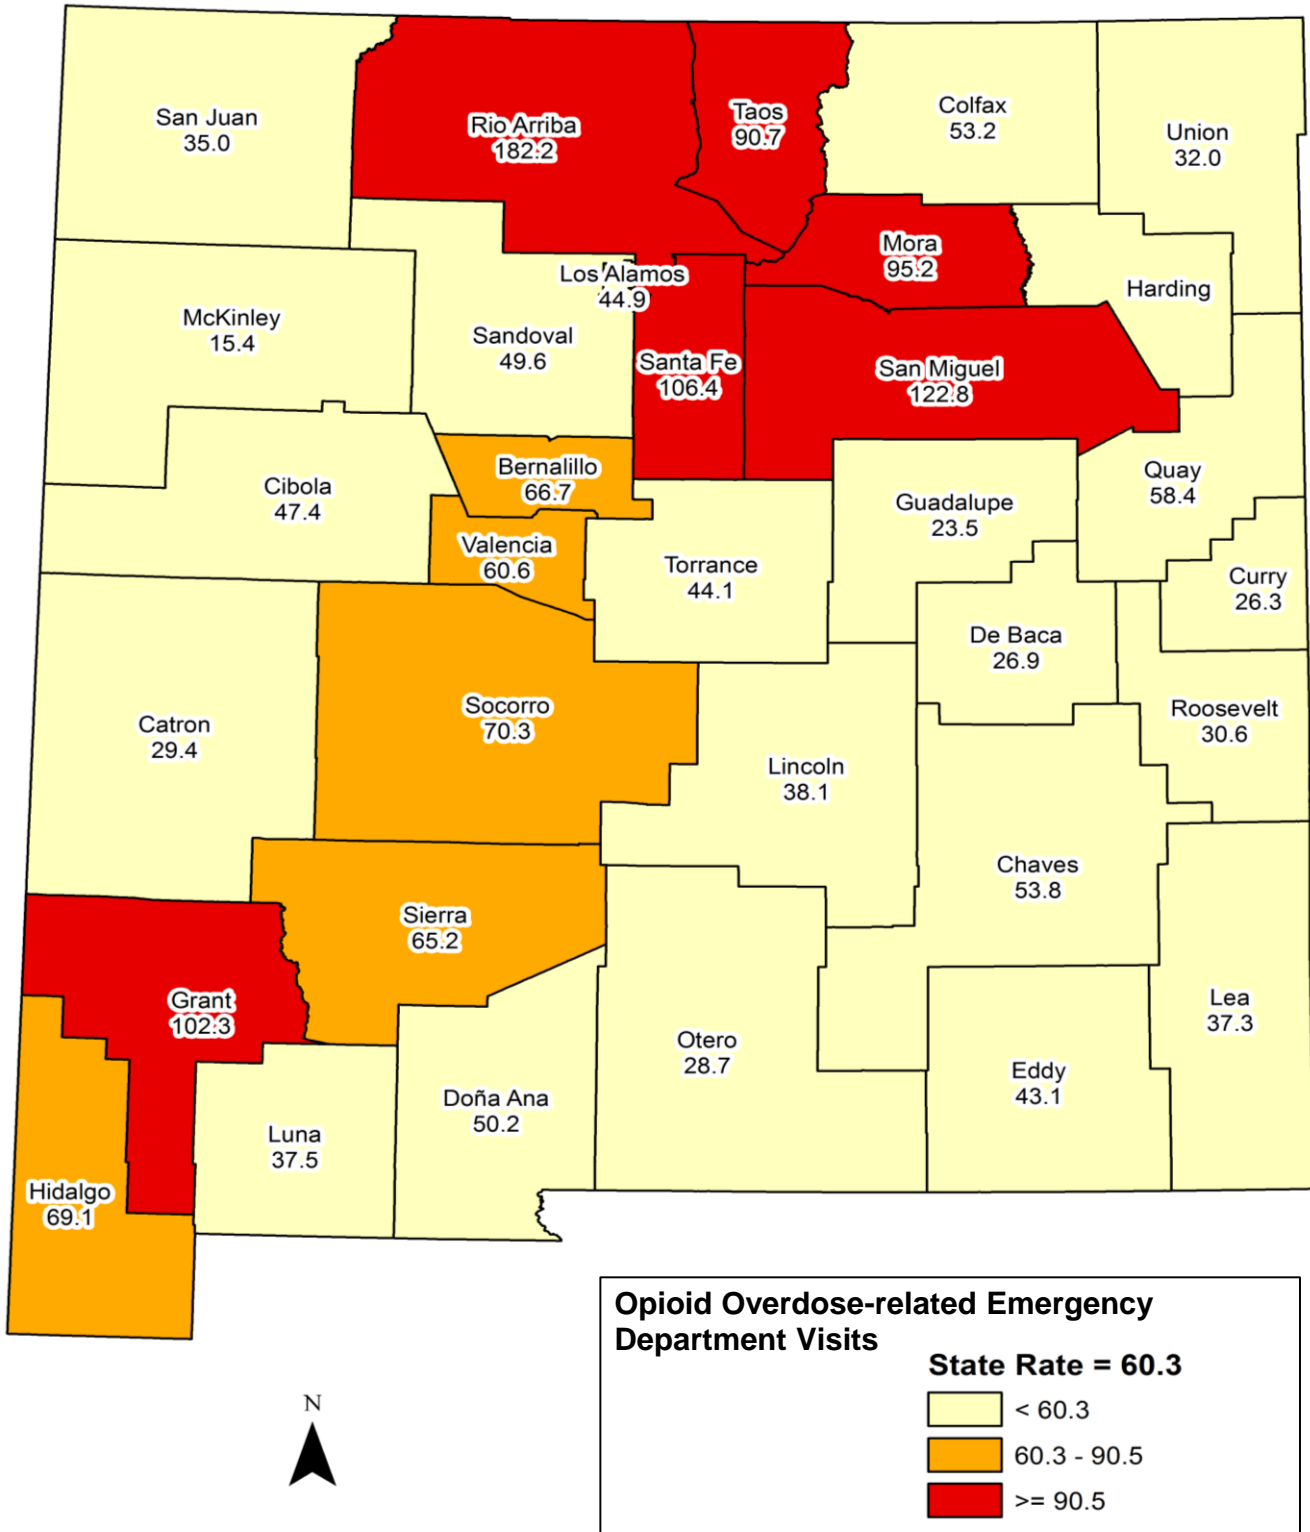 San Juan
35.0
Rio Arriba
182.2
Taos
90.7
Colfax
53.2
Union
32.0
Mora
95.2
Los Alamos
44.9
Harding
McKinley
15.4
Sandoval
49.6
Santa Fe
106.4
San Miguel
122.8
Bernalillo
66.7
Cibola
47.4
Guadalupe
23.5
Quay
58.4
Valencia
60.6
Torrance
44.1
Curry
26.3
De Baca
26.9
Catron
29.4
Socorro
70.3
Roosevelt
30.6
Lincoln
38.1
Chaves
53.8
Sierra
65.2
Grant
102.3
Lea
37.3
Otero
28.7
Eddy
43.1
Doña Ana
50.2
Luna
37.5
Hidalgo
69.1
Opioid Overdose-related Emergency
Department Visits
State Rate = 60.3
< 60.3
60.3 - 90.5
>= 90.5
N